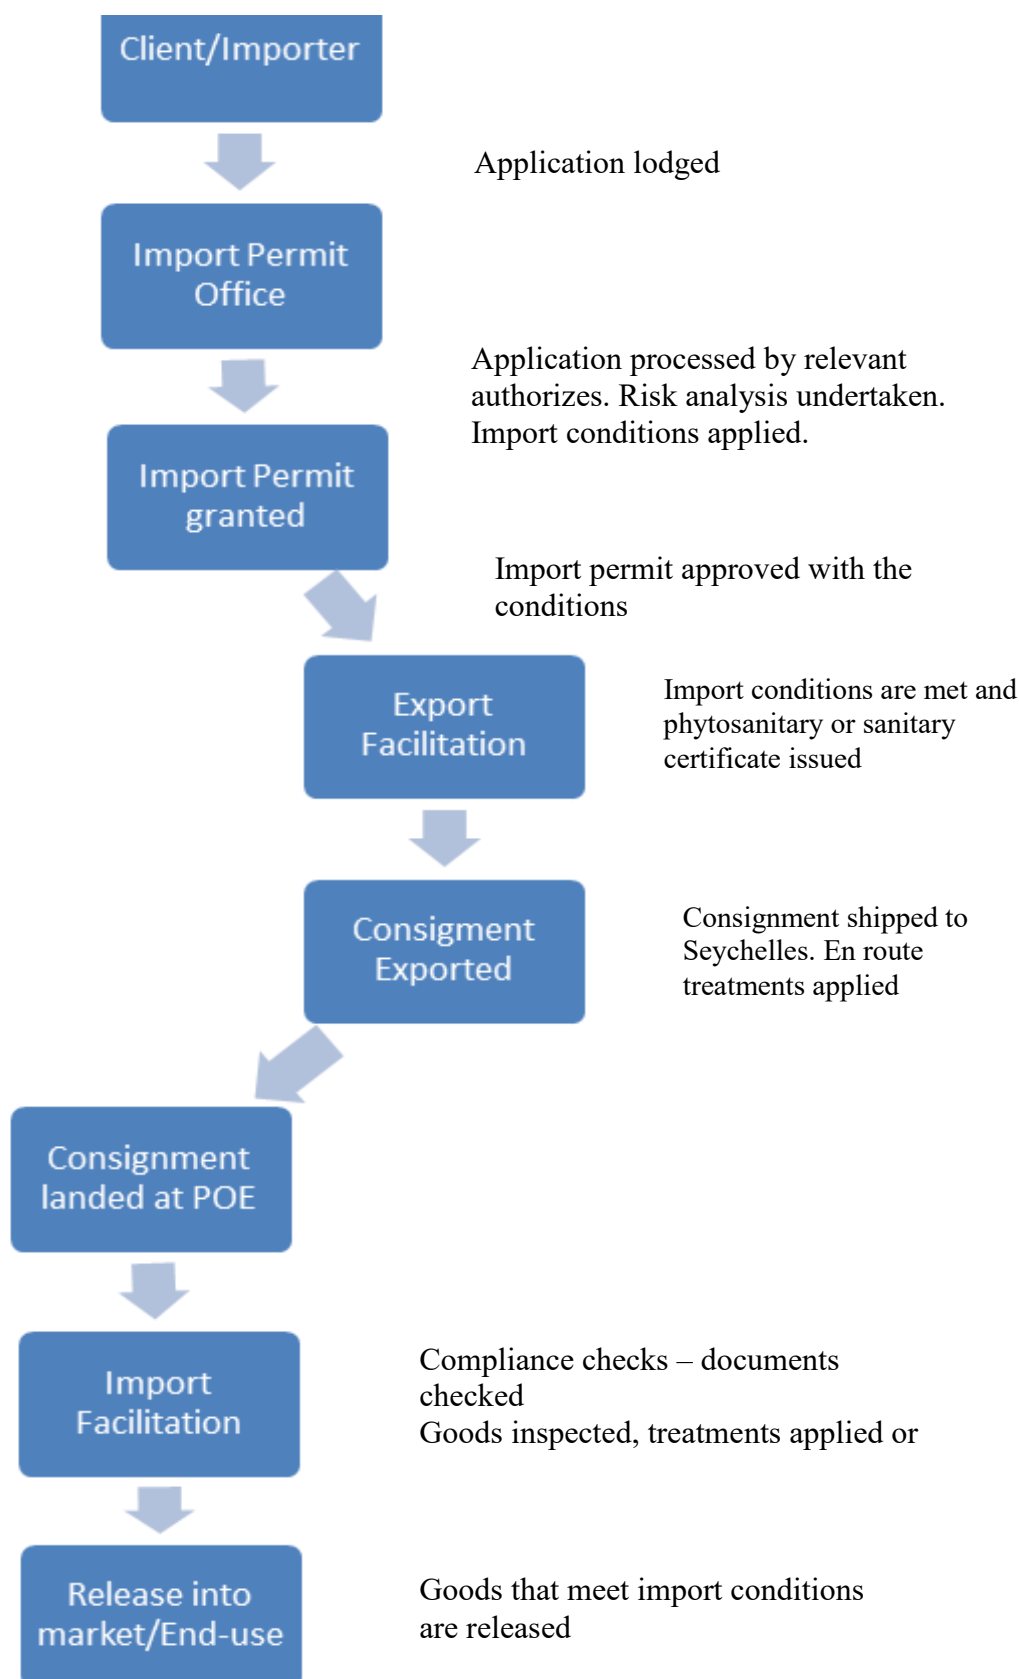 Client/Importer
Application lodged
Import Permit
Office
Application processed by relevant
authorizes. Risk analysis undertaken.
Import conditions applied.
Import Permit
granted
Import permit approved with the
conditions
Export
Facilitation
Import conditions are met and
phytosanitary or sanitary
certificate issued
Consigment
Exported
Consignment shipped to
Seychelles. En route
treatments applied
Consignment
landed at POE
Import
Facilitation
Compliance checks – documents
checked
Goods inspected, treatments applied or
Release into
market/End-use
Goods that meet import conditions
are released